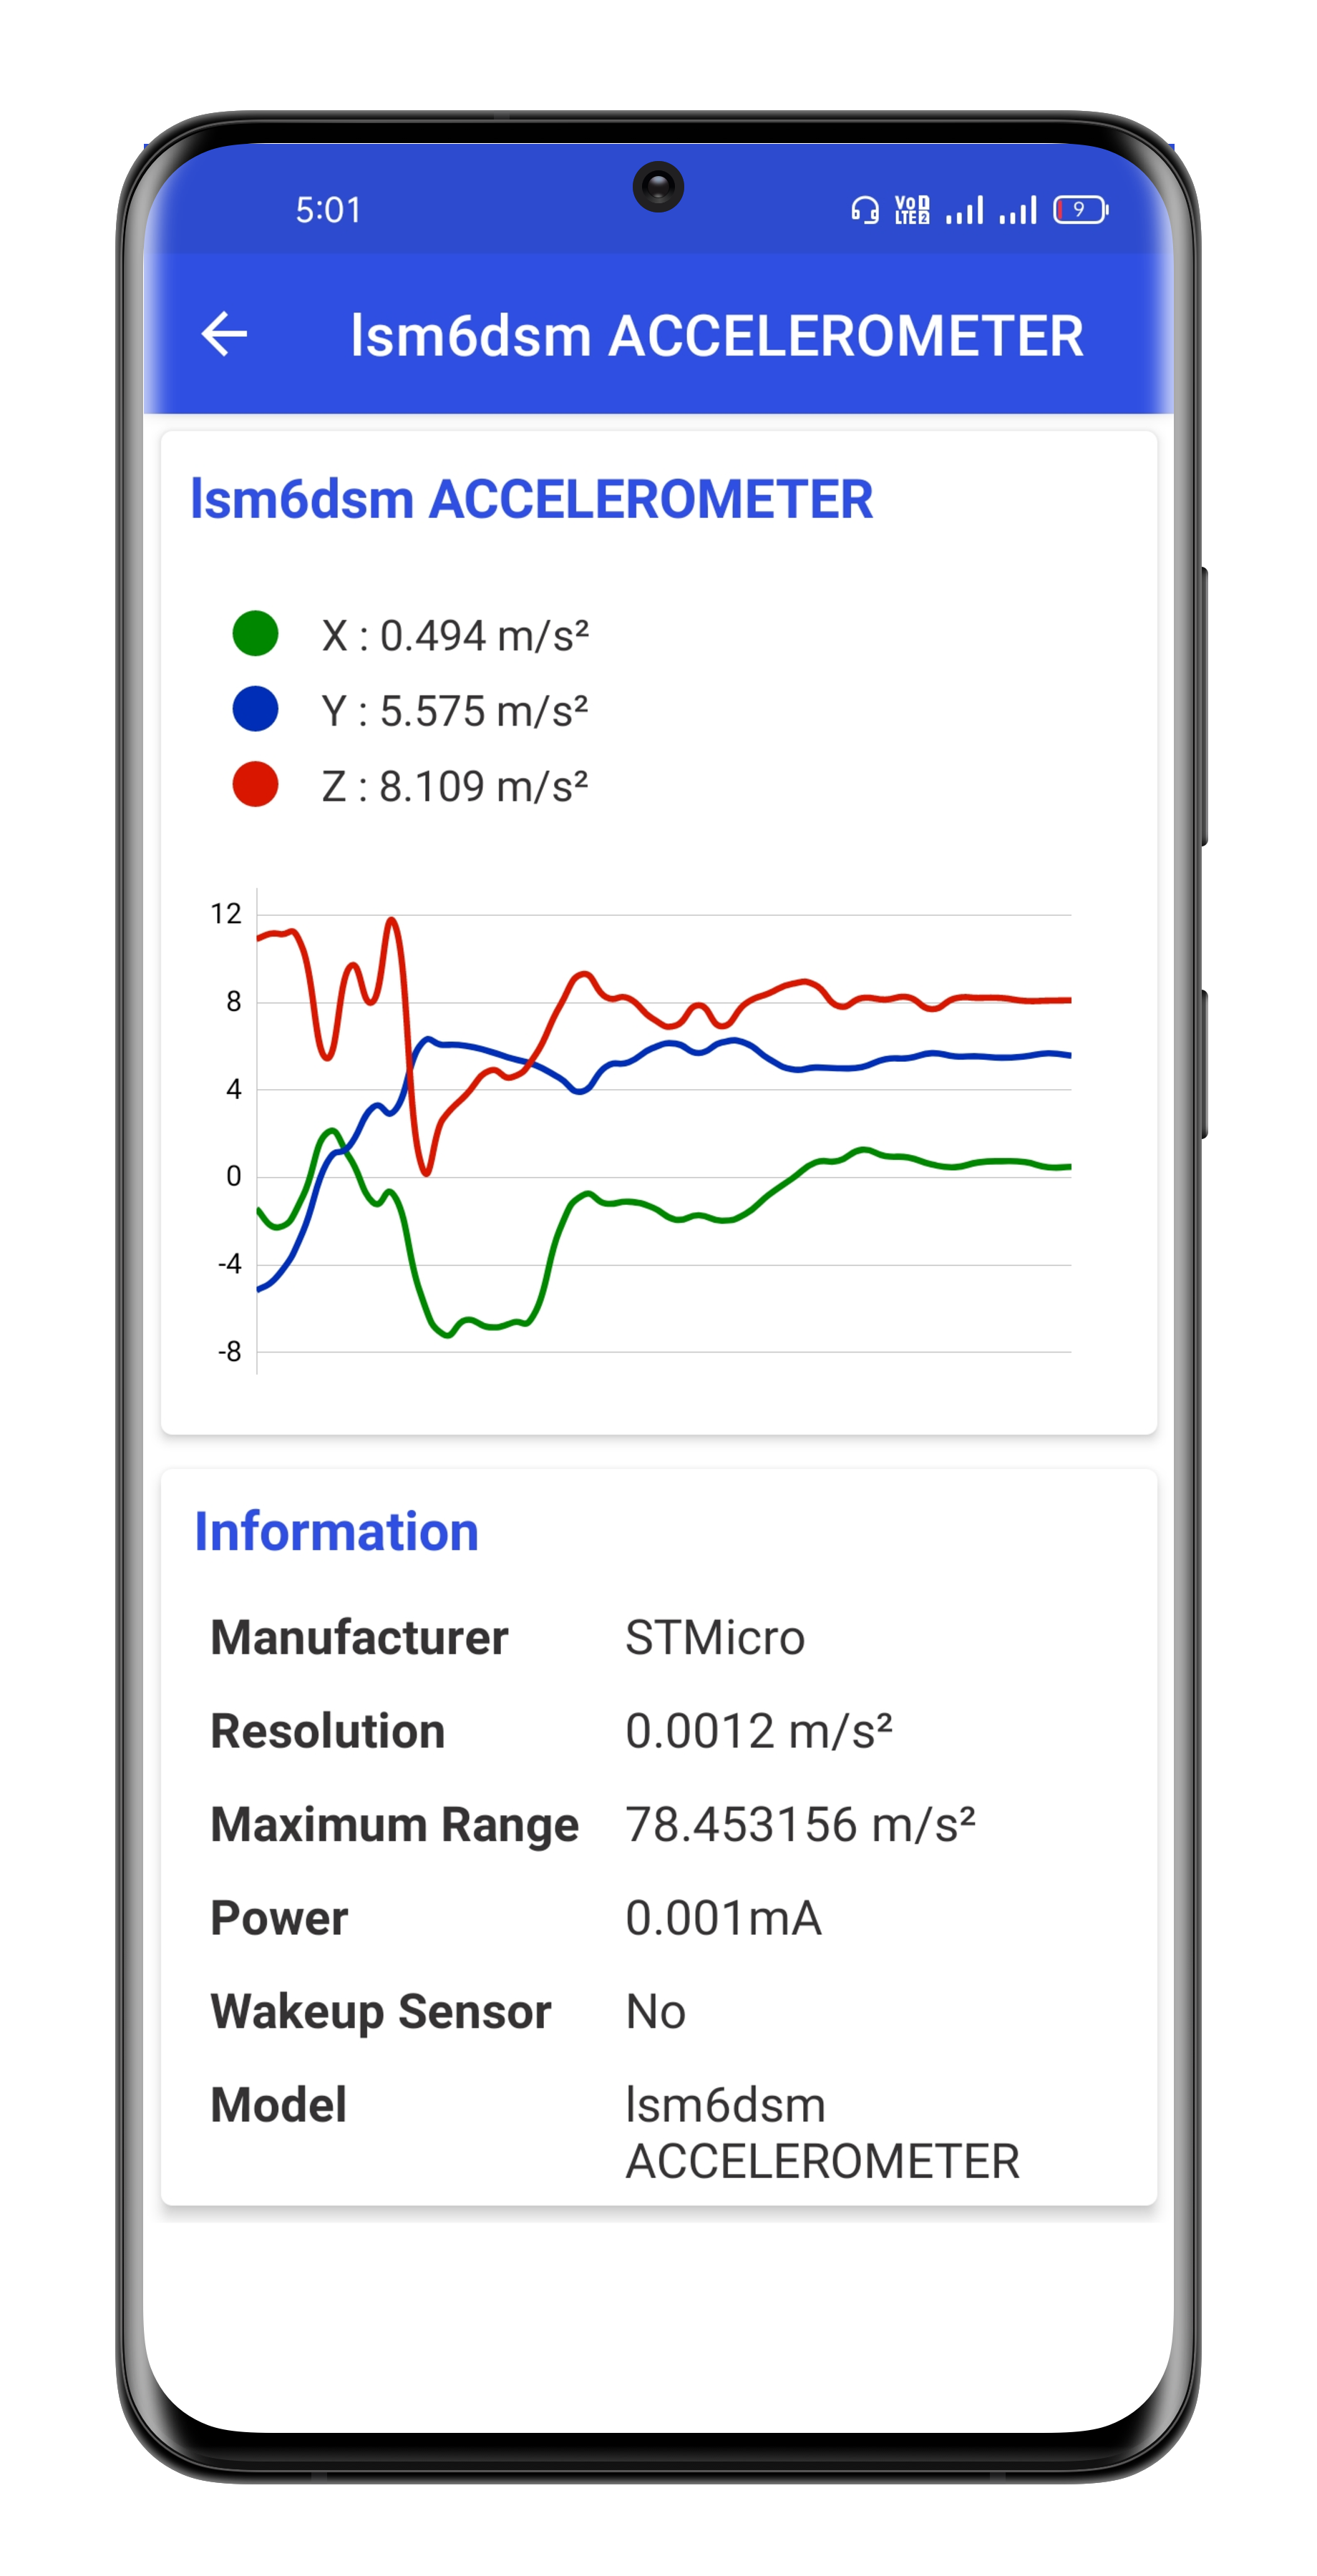 5:01
Vo 1
LTE 2
9
lsm6dsm ACCELEROMETER
lsm6dsm ACCELEROMETER
X : 0.494 m/s²
Y : 5.575 m/s²
Z : 8.109 m/s²
12
8
4
0
-4
-8
Information
Manufacturer STMicro
Resolution 0.0012 m/s²
Maximum Range 78.453156 m/s²
Power 0.001mA
Wakeup Sensor No
Model lsm6dsm
ACCELEROMETER